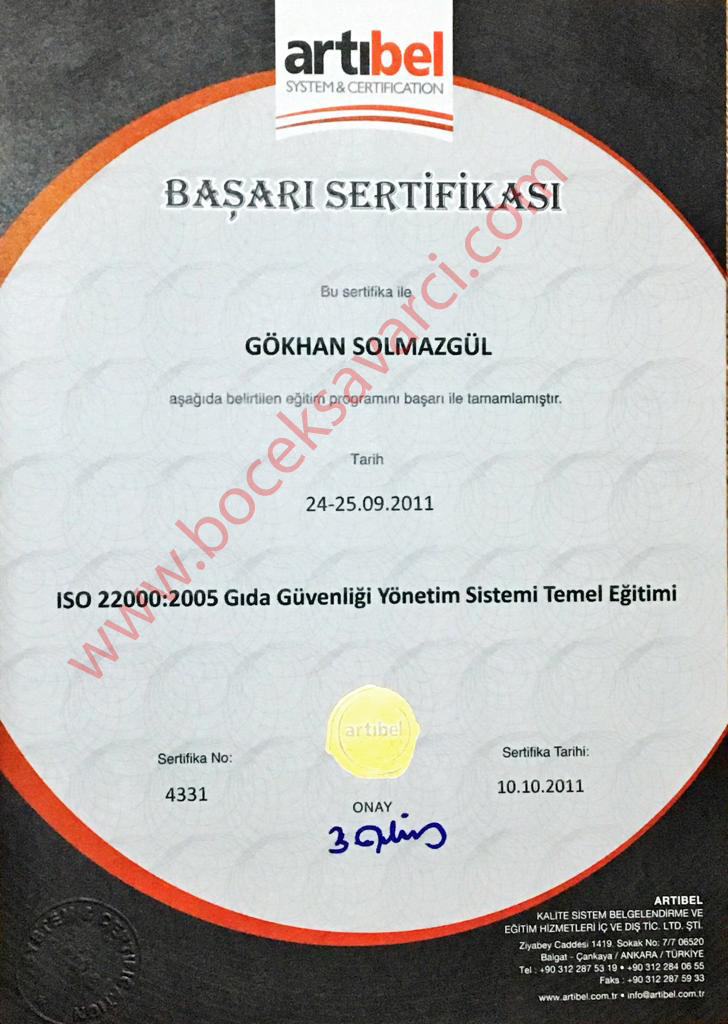 artıbel
SYSTEM & CERTIFICATION
BAŞARI SERTİFİKASI
Bu sertifika ile
GÖKHAN SOLMAZGÜL
aşağıda belirtilen eğitim programını başarı ile tamamlamıştır.
Tarih
24-25.09.2011
www.boceksavarci.com
ISO 22000:2005 Gıda Güvenliği Yönetim Sistemi Temel Eğitimi
artıbel
Sertifika No:
4331
Sertifika Tarihi:
10.10.2011
ONAY
ARTIBEL
KALİTE SİSTEM BELGELENDİRME VE
EĞİTİM HİZMETLERİ İÇ VE DIŞ TİC. LTD. ŞTİ.
Ziyabey Caddesi 1419. Sokak No: 7/7 06520
Balgat - Çankaya / ANKARA / TÜRKİYE
Tel : +90 312 287 53 19 • +90 312 284 06 55
Faks : +90 312 287 59 33
www.artibel.com.tr • info@artibel.com.tr